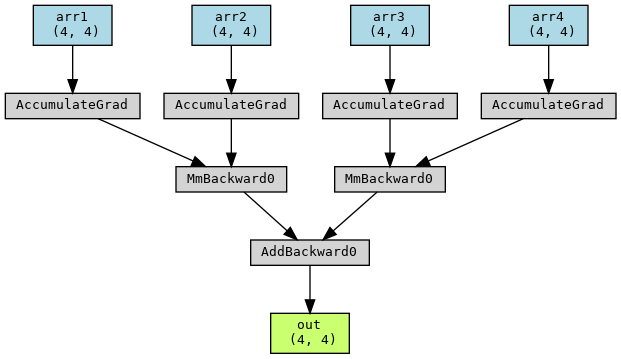 arr1
(4, 4)
arr2
(4, 4)
arr3
(4, 4)
arr4
(4, 4)
AccumulateGrad
AccumulateGrad
AccumulateGrad
AccumulateGrad
MmBackward0
MmBackward0
AddBackward0
out
(4, 4)